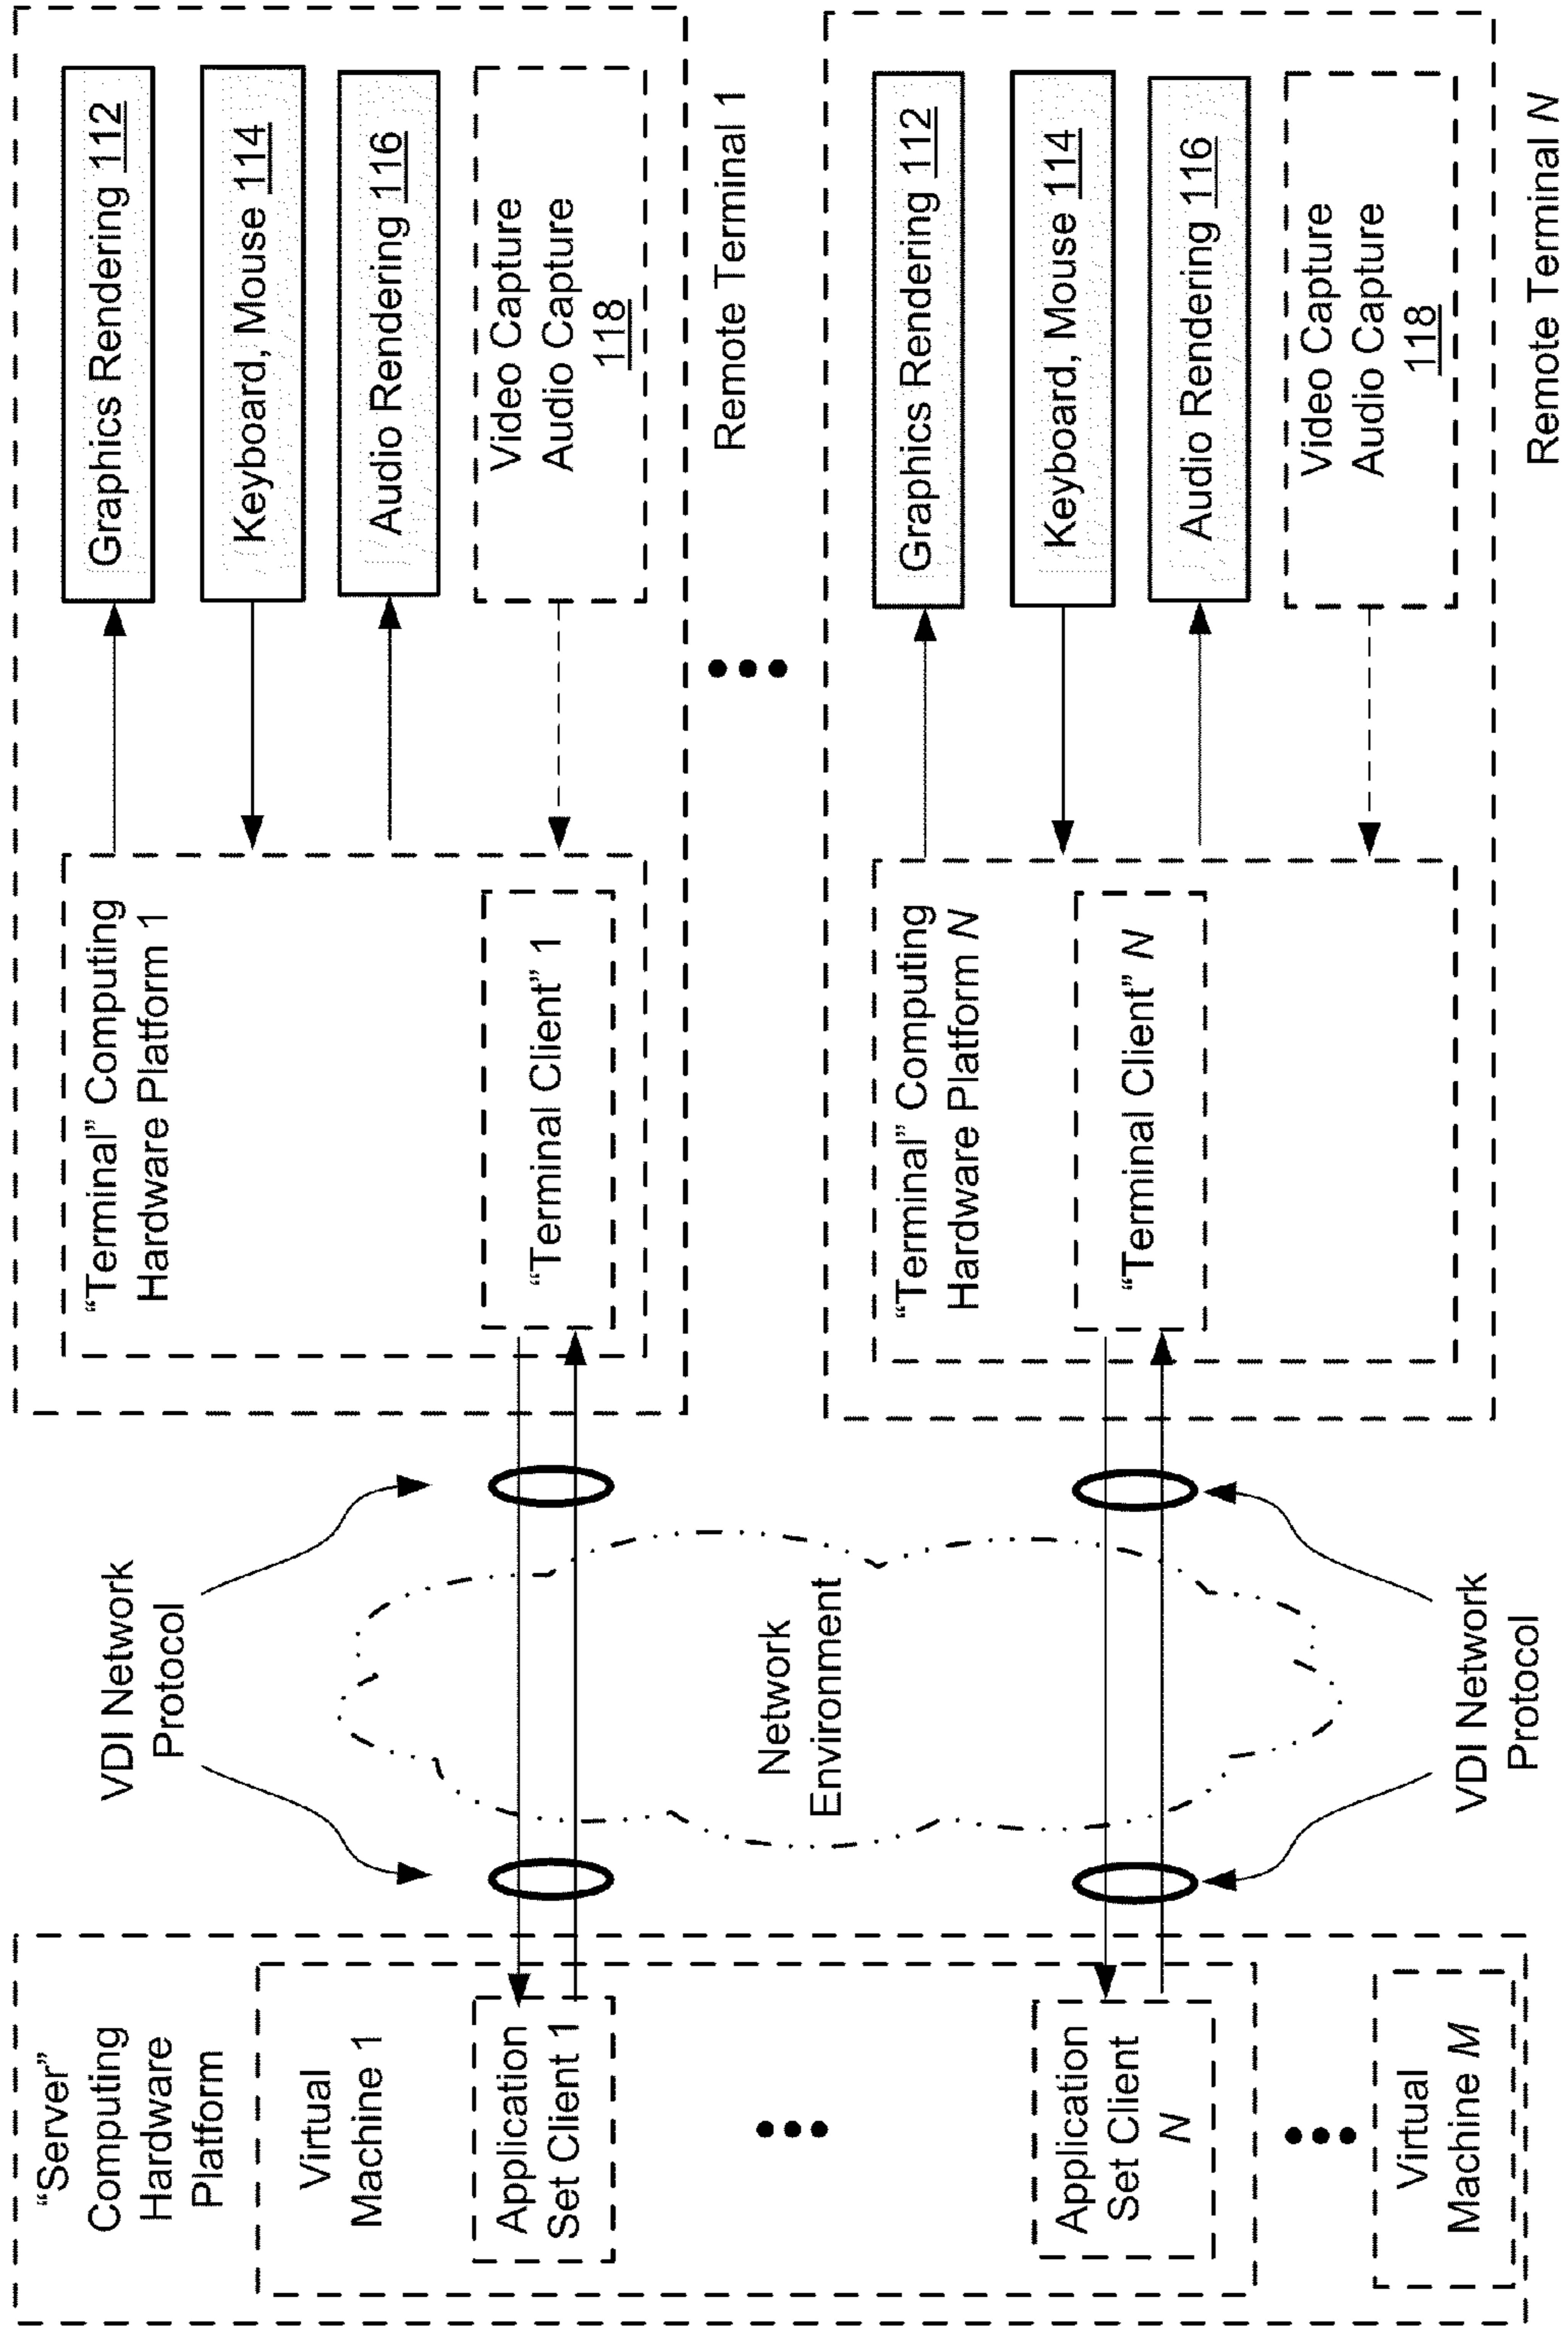 “Server”
Computing
Hardware
Platform
Virtual
Machine 1
Application
Set Client 1
Application
Set Client
N
Virtual
Machine M
VDI Network
Protocol
Network
Environment
VDI Network
Protocol
“Terminal” Computing
Hardware Platform 1
“Terminal Client” 1
Graphics Rendering 112
Keyboard, Mouse 114
Audio Rendering 116
Video Capture
Audio Capture
118
Remote Terminal 1
“Terminal” Computing
Hardware Platform N
“Terminal Client” N
Graphics Rendering 112
Keyboard, Mouse 114
Audio Rendering 116
Video Capture
Audio Capture
118
Remote Terminal N